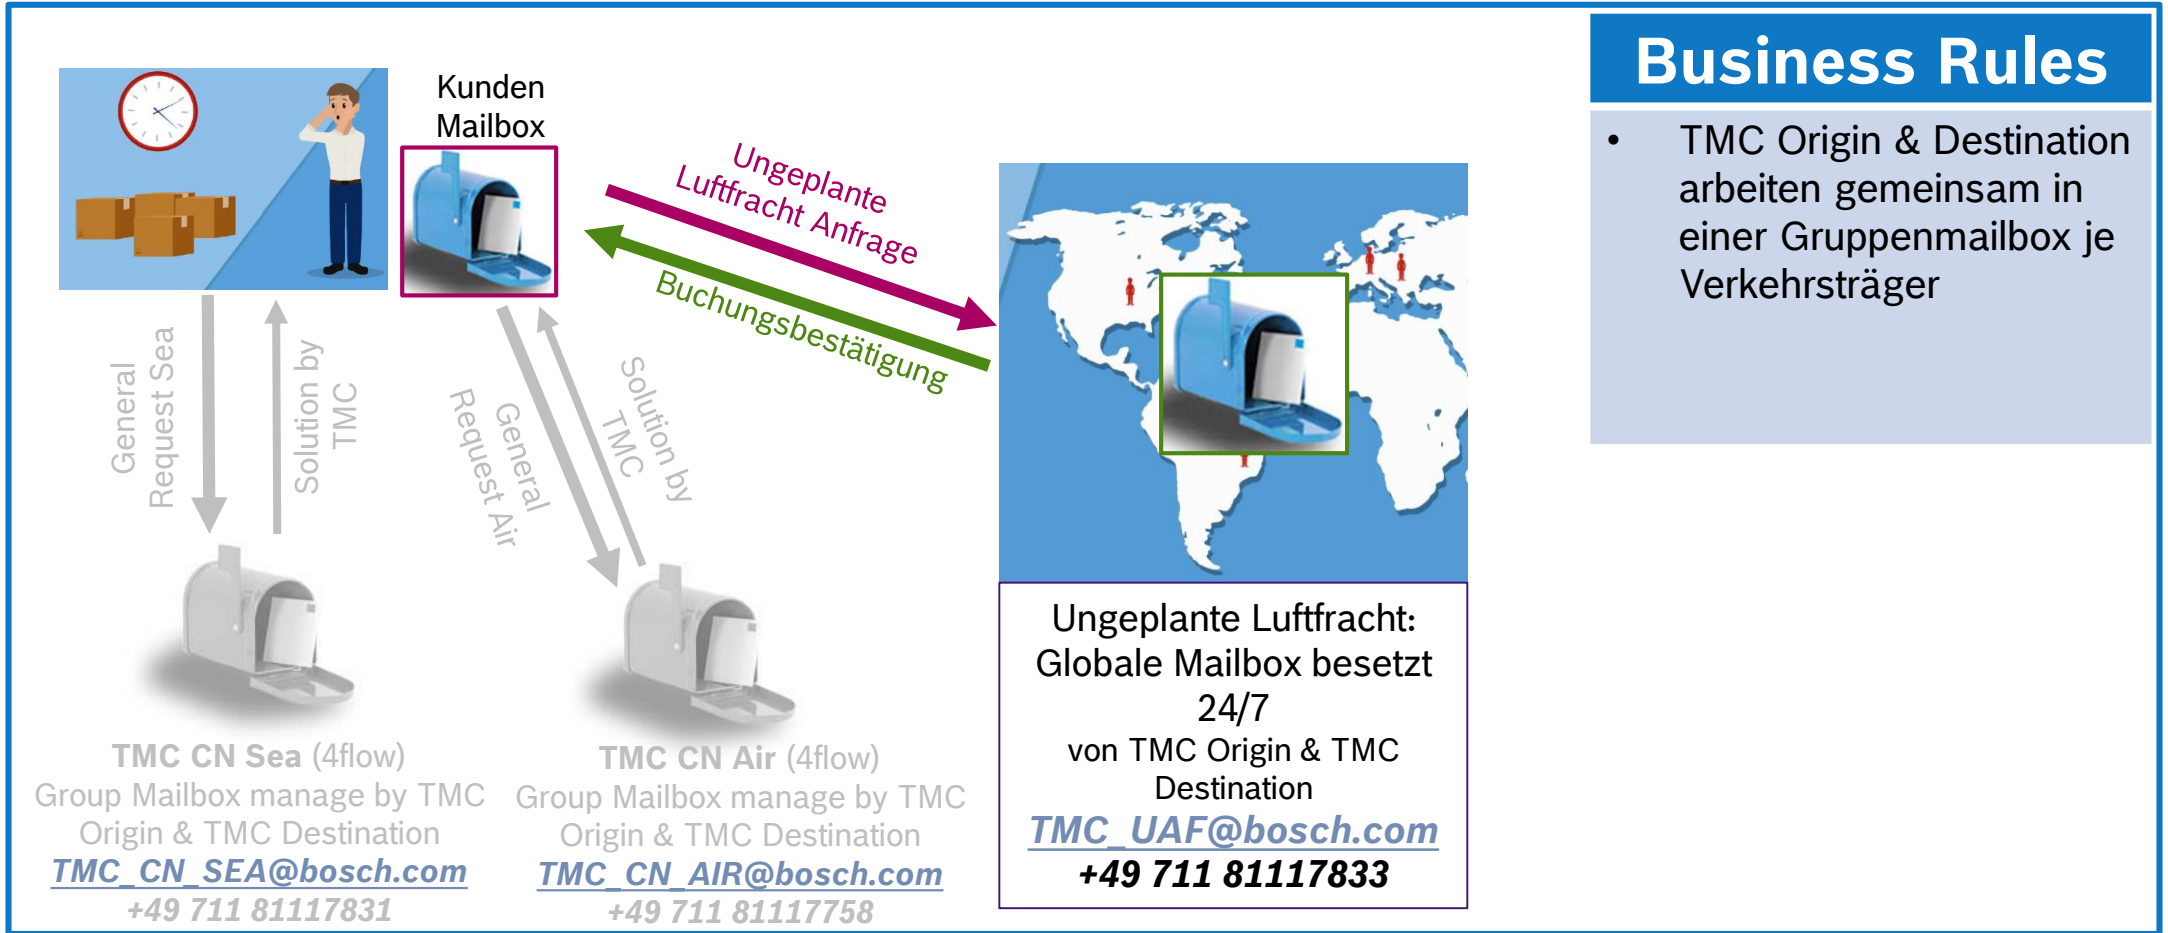 Business Rules
• TMC Origin & Destination
arbeiten gemeinsam in
einer Gruppenmailbox je
Verkehrsträger
Kunden
Mailbox
Ungeplante
Luftfracht Anfrage
Buchungsbestätigung
General
Request Sea
Solution by
TMC
General
Request Air
Solution by
TMC
TMC CN Sea (4flow)
Group Mailbox manage by TMC
Origin & TMC Destination
TMC_CN_SEA@bosch.com
+49 711 81117831
TMC CN Air (4flow)
Group Mailbox manage by TMC
Origin & TMC Destination
TMC_CN_AIR@bosch.com
+49 711 81117758
Ungeplante Luftfracht:
Globale Mailbox besetzt
24/7
von TMC Origin & TMC
Destination
TMC_UAF@bosch.com
+49 711 81117833